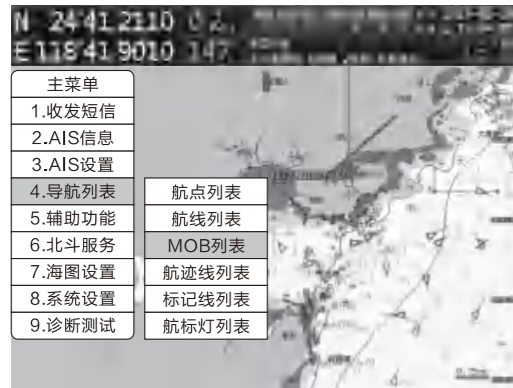 N 24 41.2110
E118 41.9010
主菜单
1.收发短信
2.AIS信息
3.AIS设置
4.导航列表
5.辅助功能
6.北斗服务
7.海图设置
8.系统设置
9.诊断测试
航点列表
航线列表
MOB列表
航迹线列表
标记线列表
航标灯列表